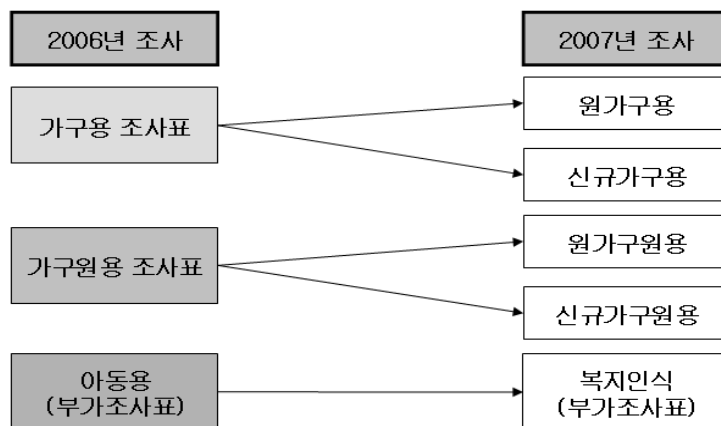 2006년 조사
2007년 조사
가구용 조사표
원가구용
신규가구용
가구원용 조사표
원가구원용
신규가구원용
아동용
(부가조사표)
복지인식
(부가조사표)